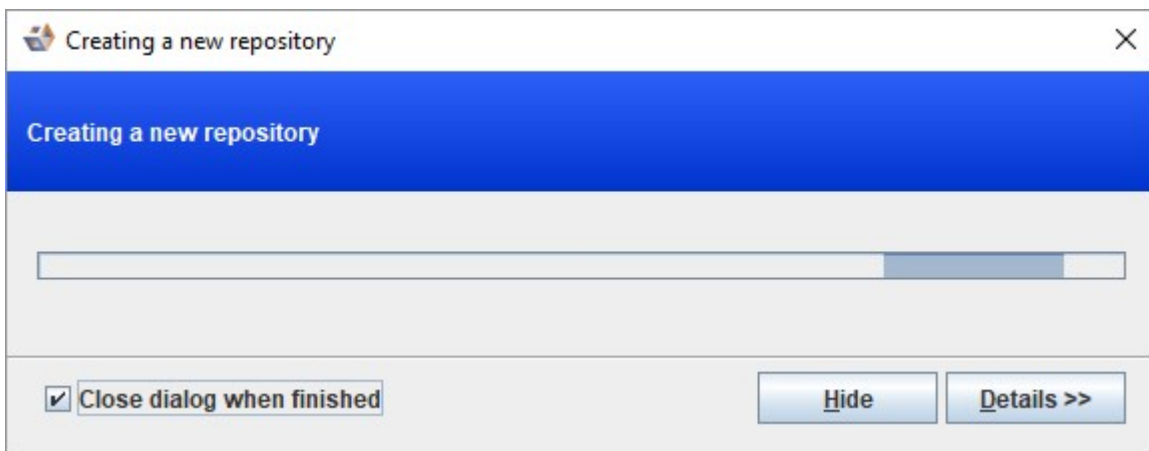 Creating a new repository
Creating a new repository
Close dialog when finished
Hide
Details >>